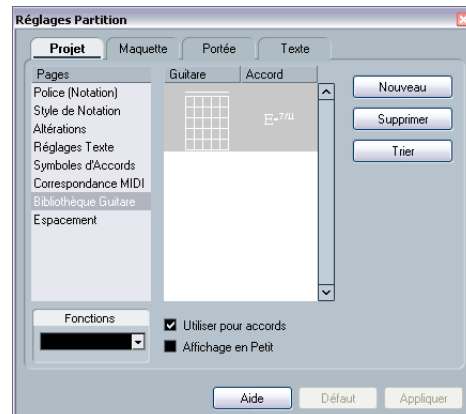 Réglages Partition
Projet Maquette Portée Texte
Pages
Police (Notation)
Style de Notation
Altérations
Réglages Texte
Symboles d'Accords
Correspondance MIDI
Bibliothèque Guitare
Espacement
Fonctions
Guitare Accord
E-7/11
Utiliser pour accords
Affichage en Petit
Nouveau
Supprimer
Trier
Aide Défaut Appliquer